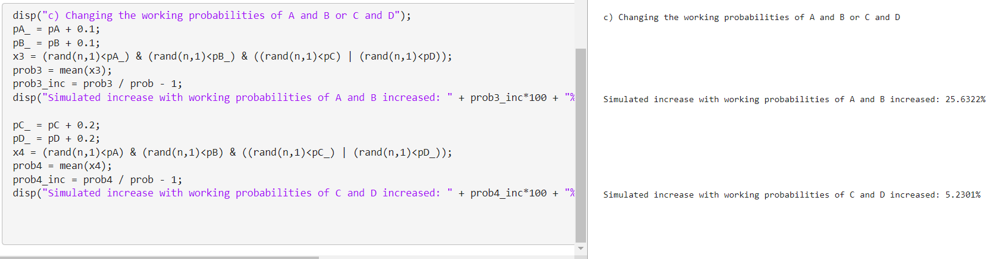 disp("c) Changing the working probabilities of A and B or C and D");
pA_ = pA + 0.1;
pB_ = pB + 0.1;
x3 = (rand(n,1)<pA_) & (rand(n,1)<pB_) & ((rand(n,1)<pC) | (rand(n,1)<pD));
prob3 = mean(x3);
prob3_inc = prob3 / prob - 1;
disp("Simulated increase with working probabilities of A and B increased: " + prob3_inc*100 + "%
pC_ = pC + 0.2;
pD_ = pD + 0.2;
x4 = (rand(n,1)<pA) & (rand(n,1)<pB) & ((rand(n,1)<pC_) | (rand(n,1)<pD_));
prob4 = mean(x4);
prob4_inc = prob4 / prob - 1;
disp("Simulated increase with working probabilities of C and D increased: " + prob4_inc*100 + "%
c) Changing the working probabilities of A and B or C and D
Simulated increase with working probabilities of A and B increased: 25.6322%
Simulated increase with working probabilities of C and D increased: 5.2301%